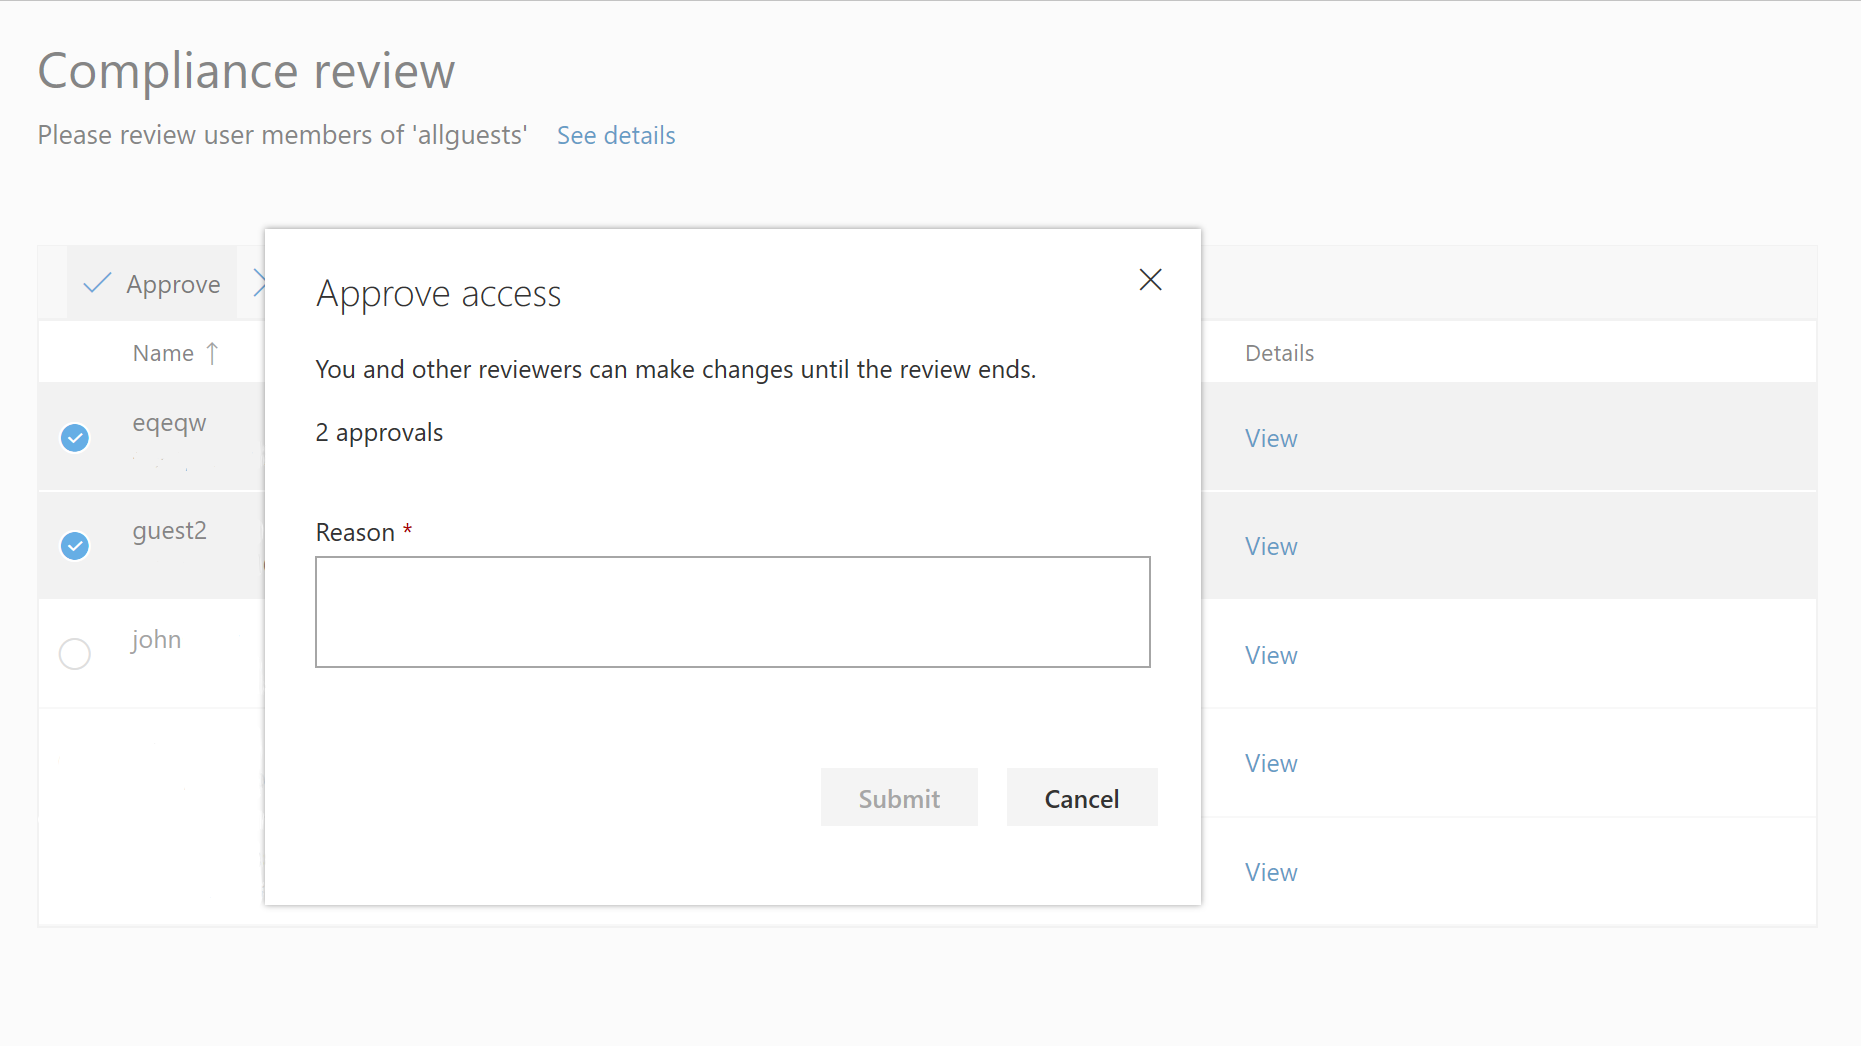 Compliance review
Please review user members of 'allguests' See details
Approve
Name ↑
Details
eqeqw
View
guest2
View
john
View
View
View
Approve access
You and other reviewers can make changes until the review ends.
2 approvals
Reason *
Submit
Cancel